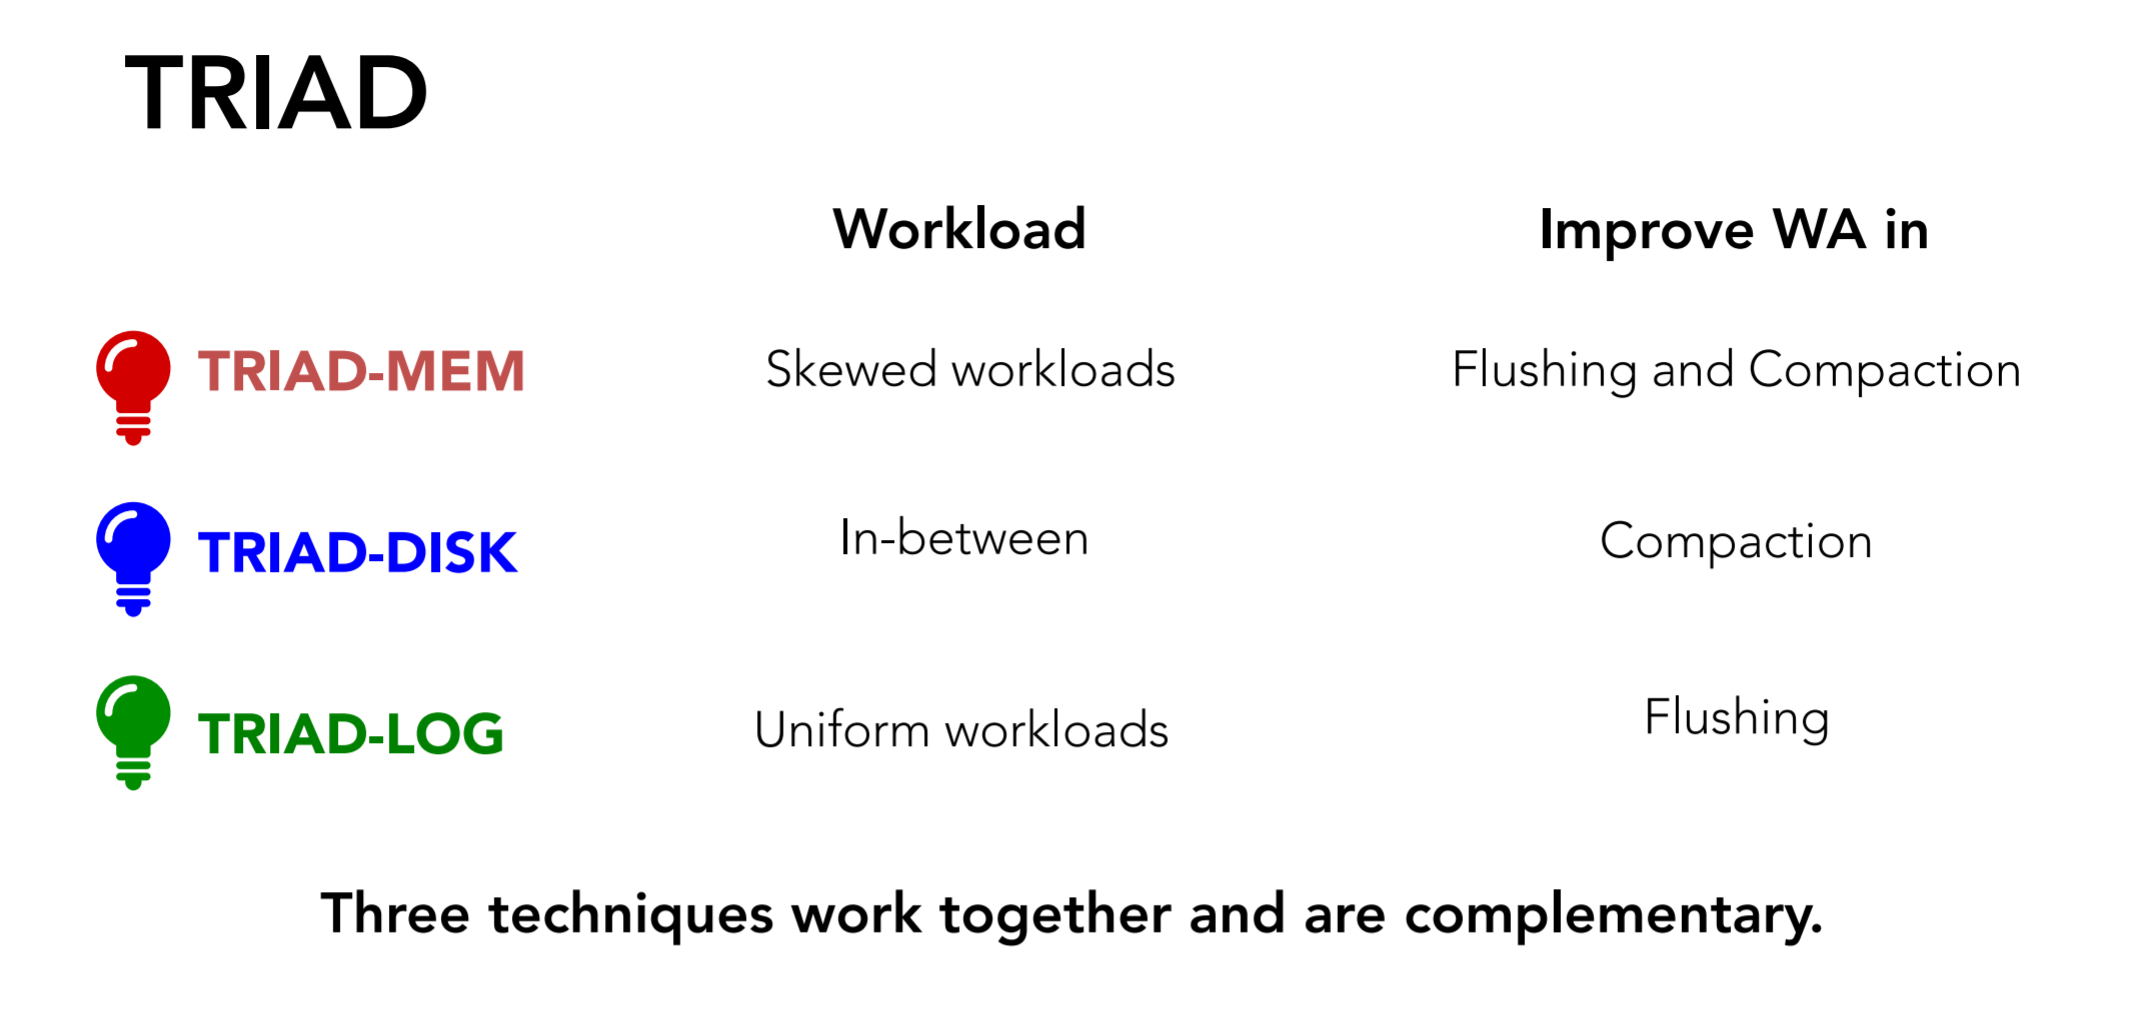 TRIAD
Workload Improve WA in
TRIAD-MEM Skewed workloads Flushing and Compaction
TRIAD-DISK In-between Compaction
TRIAD-LOG Uniform workloads Flushing
Three techniques work together and are complementary.